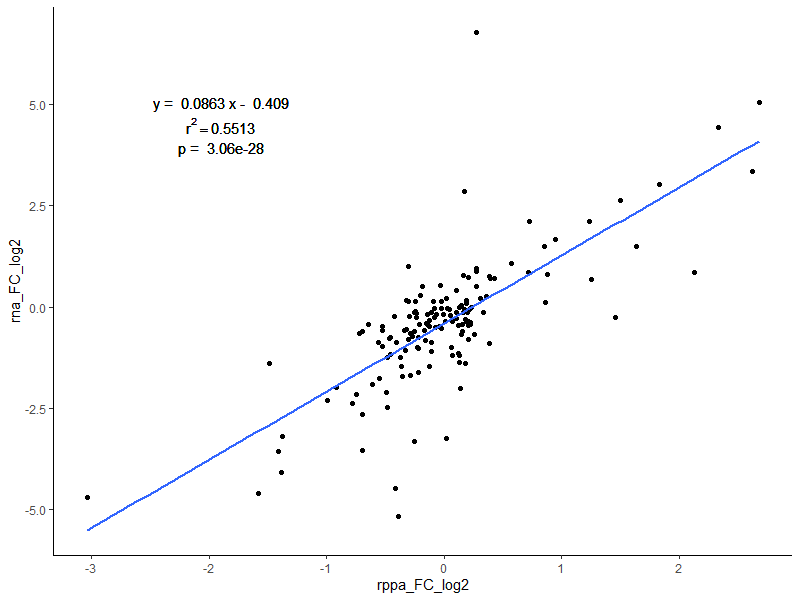 y = 0.0863 x - 0.409
r2 = 0.5513
p = 3.06e-28
5.0
2.5
0.0
-2.5
-5.0
rna_FC_log2
-3 -2 -1 0 1 2
rppa_FC_log2